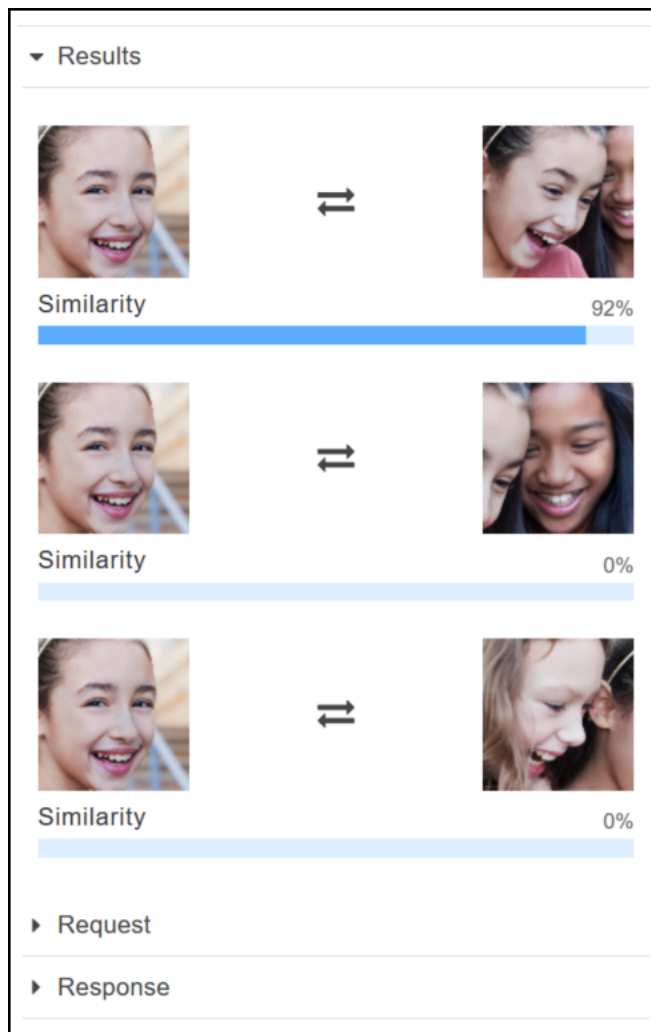 Results
Similarity 92%
Similarity 0%
Similarity 0%
Request
Response